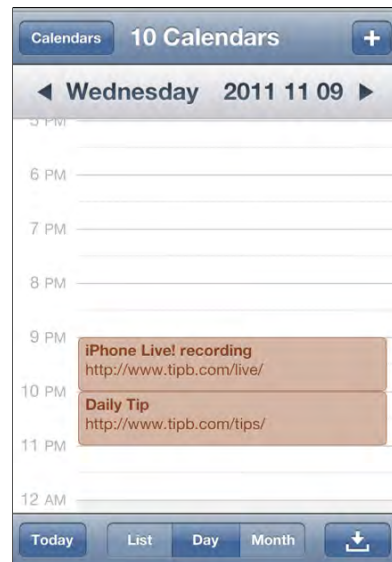 Calendars 10 Calendars +
Wednesday 2011 11 09
5 PM
6 PM
7 PM
8 PM
9 PM
iPhone Live! recording
http://www.tipb.com/live/
10 PM
Daily Tip
http://www.tipb.com/tips/
11 PM
12 AM
Today List Day Month